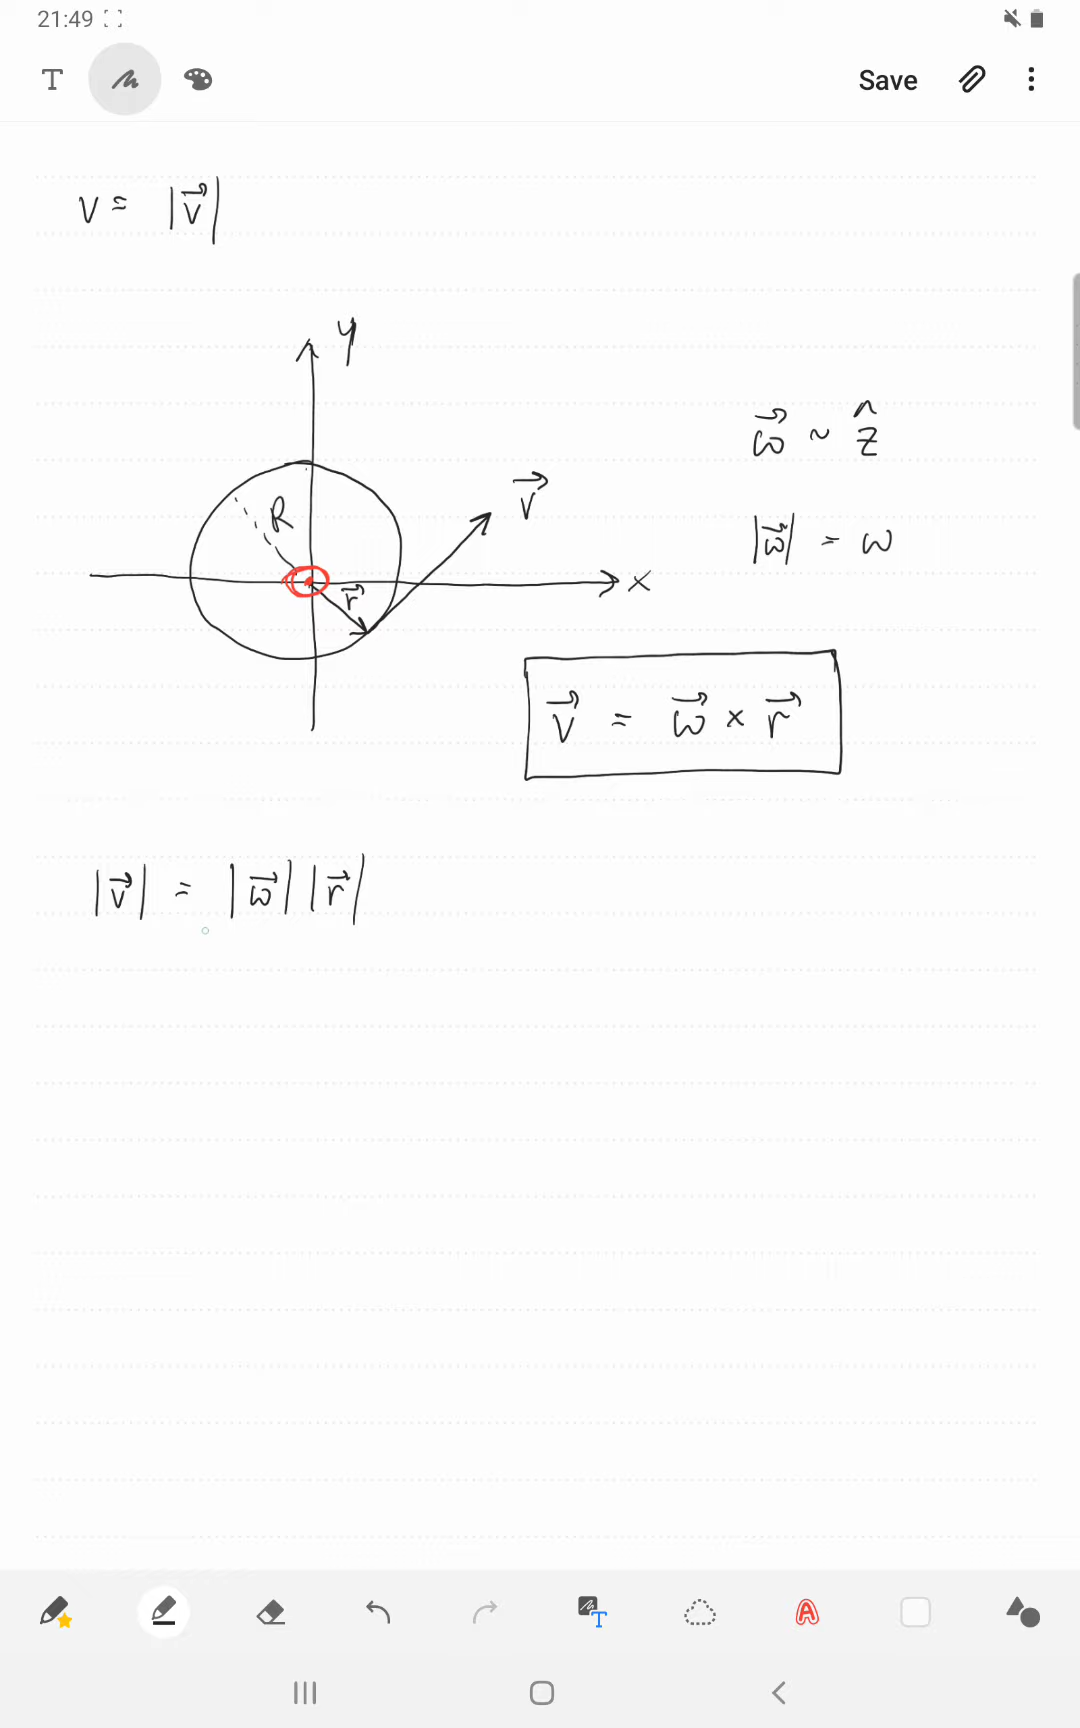 21:49
T Save
v = |v⃗|
y
ω⃗ ~ ẑ
R
v⃗
|ω⃗| = ω
r⃗
x
v⃗ = ω⃗ × r⃗
|v⃗| = |ω⃗| |r⃗|
T A